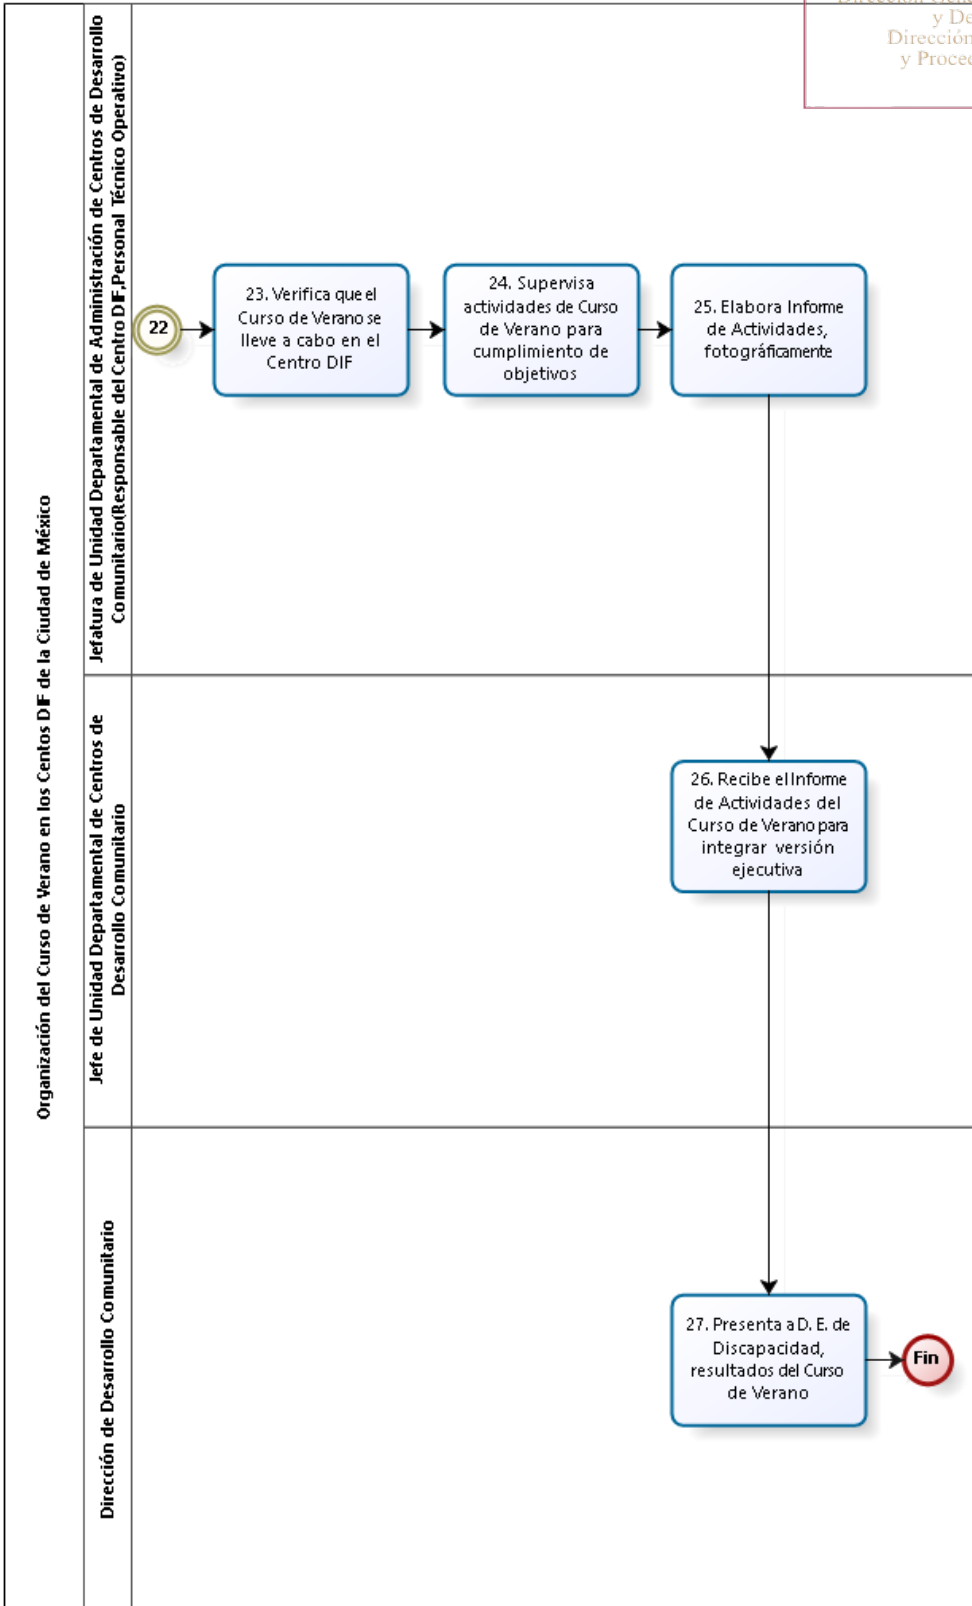 Dirección
y De
Dirección
y Proced
Organización del Curso de Verano en los Centos DIF de la Ciudad de México
Jefatura de Unidad Departamental de Administración de Centros de Desarrollo
Comunitario(Responsable del Centro DIF,Personal Técnico Operativo)
22
23. Verifica que el
Curso de Verano se
lleve a cabo en el
Centro DIF
24. Supervisa
actividades de Curso
de Verano para
cumplimiento de
objetivos
25. Elabora Informe
de Actividades,
fotográficamente
Jefe de Unidad Departamental de Centros de
Desarrollo Comunitario
26. Recibe el Informe
de Actividades del
Curso de Verano para
integrar versión
ejecutiva
Dirección de Desarrollo Comunitario
27. Presenta a D. E. de
Discapacidad,
resultados del Curso
de Verano
Fin